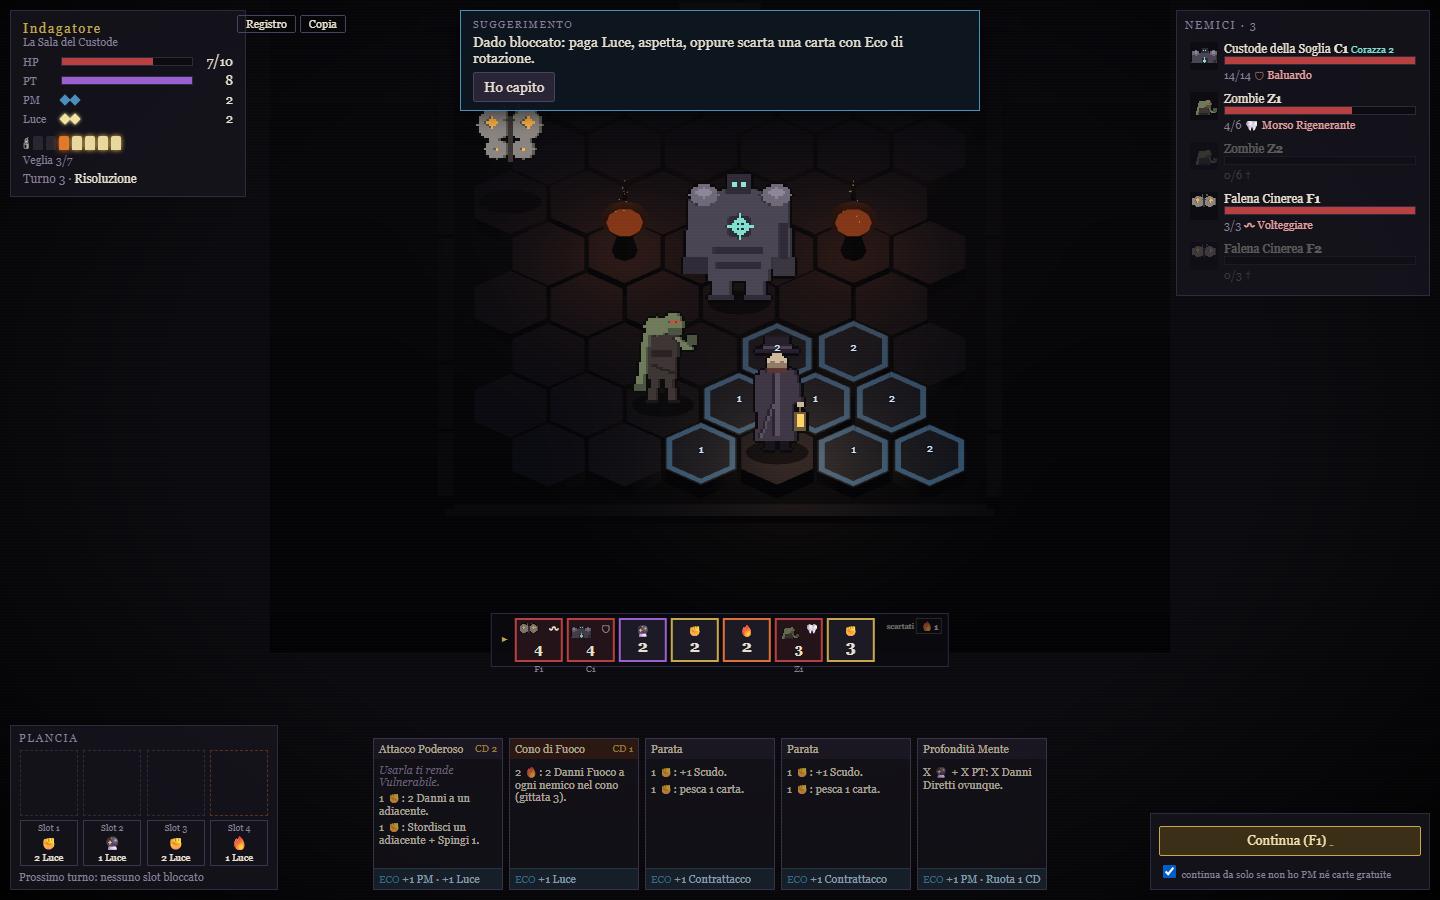 Indagatore
La Sala del Custode
HP 7/10
PT 8
PM 2
Luce 2
Veglia 3/7
Turno 3 · Risoluzione
Registro
Copia
SUGGERIMENTO
Dado bloccato: paga Luce, aspetta, oppure scarta una carta con Eco di
rotazione.
Ho capito
NEMICI · 3
Custode della Soglia C1 Corazza 2
14/14 Baluardo
Zombie Z1
4/6 Morso Rigenerante
Zombie Z2
0/6 †
Falena Cinerea F1
3/3 Volteggiare
Falena Cinerea F2
0/3 †
2
2
1
1
2
1
1
2
4
4
2
2
2
3
3
scartati 1
F1
C1
Z1
PLANCIA
Slot 1
2 Luce
Slot 2
1 Luce
Slot 3
2 Luce
Slot 4
1 Luce
Prossimo turno: nessuno slot bloccato
Attacco Poderoso CD 2
Usarla ti rende
Vulnerabile.
1 : 2 Danni a un
adiacente.
1 : Stordisci un
adiacente + Spingi 1.
ECO +1 PM · +1 Luce
Cono di Fuoco CD 1
2 : 2 Danni Fuoco a
ogni nemico nel cono
(gittata 3).
ECO +1 Luce
Parata
1 : +1 Scudo.
1 : pesca 1 carta.
ECO +1 Contrattacco
Parata
1 : +1 Scudo.
1 : pesca 1 carta.
ECO +1 Contrattacco
Profondità Mente
X + X PT: X Danni
Diretti ovunque.
ECO +1 PM · Ruota 1 CD
Continua (F1) _
continua da solo se non ho PM né carte gratuite